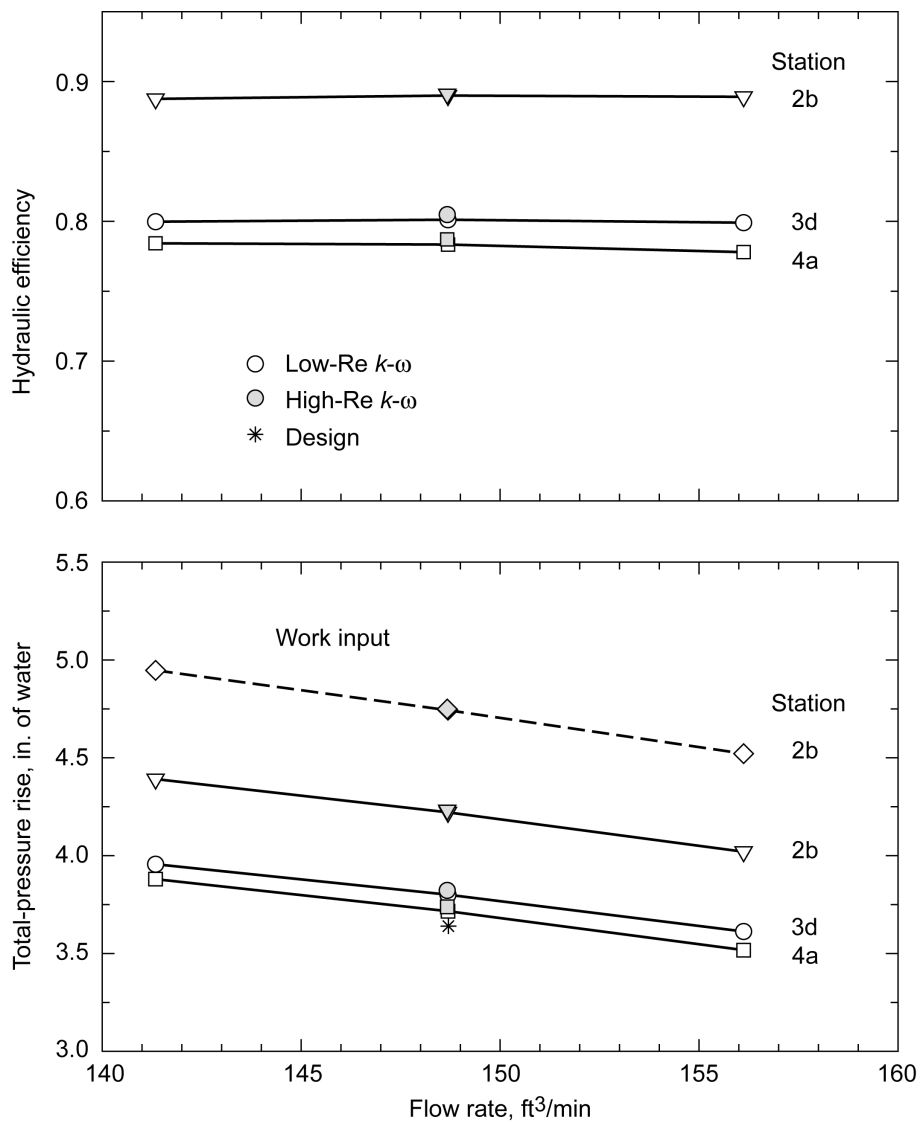 Hydraulic efficiency
0.9
0.8
0.7
0.6
Station
2b
3d
4a
Low-Re k-ω
High-Re k-ω
Design
Total-pressure rise, in. of water
5.5
5.0
4.5
4.0
3.5
3.0
Work input
Station
2b
2b
3d
4a
140 145 150 155 160
Flow rate, ft³/min